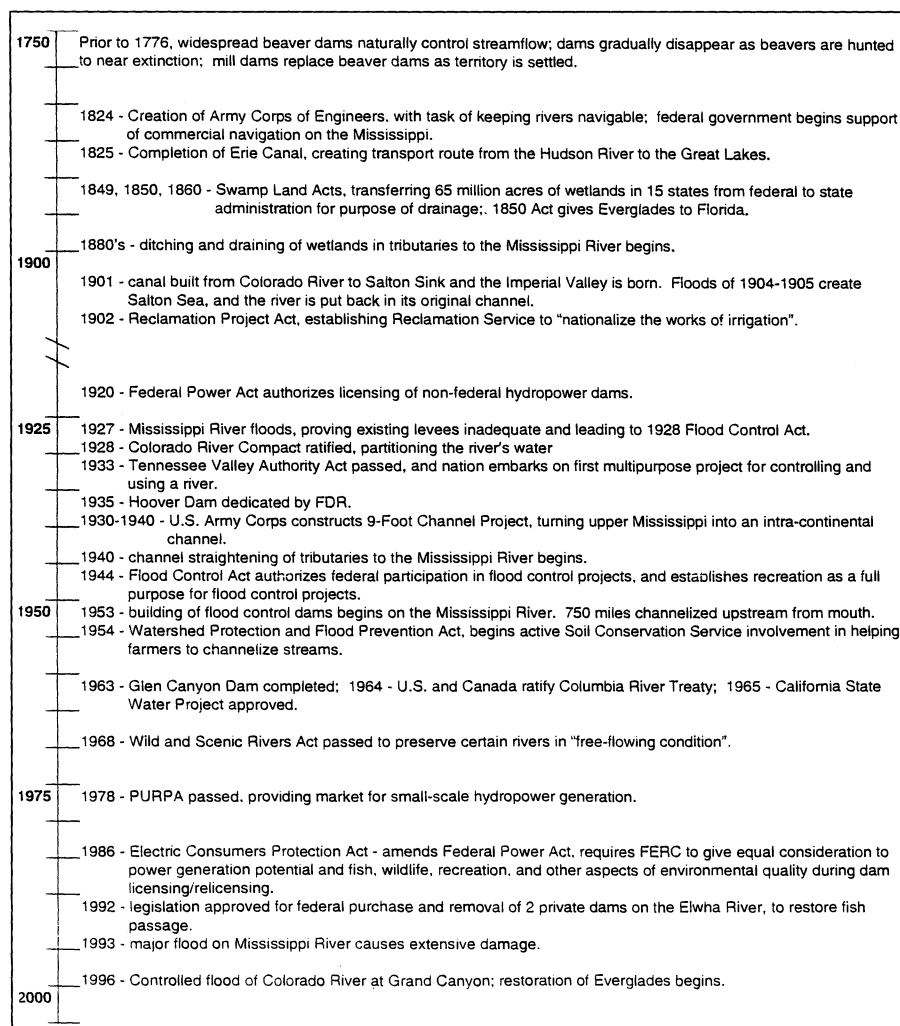 1750 Prior to 1776, widespread beaver dams naturally control streamflow; dams gradually disappear as beavers are hunted
to near extinction; mill dams replace beaver dams as territory is settled.
1824 - Creation of Army Corps of Engineers, with task of keeping rivers navigable; federal government begins support
of commercial navigation on the Mississippi.
1825 - Completion of Erie Canal, creating transport route from the Hudson River to the Great Lakes.
1849, 1850, 1860 - Swamp Land Acts, transferring 65 million acres of wetlands in 15 states from federal to state
administration for purpose of drainage;. 1850 Act gives Everglades to Florida.
1880's - ditching and draining of wetlands in tributaries to the Mississippi River begins.
1900
1901 - canal built from Colorado River to Salton Sink and the Imperial Valley is born. Floods of 1904-1905 create
Salton Sea, and the river is put back in its original channel.
1902 - Reclamation Project Act, establishing Reclamation Service to "nationalize the works of irrigation".
1920 - Federal Power Act authorizes licensing of non-federal hydropower dams.
1925 1927 - Mississippi River floods, proving existing levees inadequate and leading to 1928 Flood Control Act.
1928 - Colorado River Compact ratified, partitioning the river's water
1933 - Tennessee Valley Authority Act passed, and nation embarks on first multipurpose project for controlling and
using a river.
1935 - Hoover Dam dedicated by FDR.
1930-1940 - U.S. Army Corps constructs 9-Foot Channel Project, turning upper Mississippi into an intra-continental
channel.
1940 - channel straightening of tributaries to the Mississippi River begins.
1944 - Flood Control Act authorizes federal participation in flood control projects, and establishes recreation as a full
purpose for flood control projects.
1950 1953 - building of flood control dams begins on the Mississippi River. 750 miles channelized upstream from mouth.
1954 - Watershed Protection and Flood Prevention Act, begins active Soil Conservation Service involvement in helping
farmers to channelize streams.
1963 - Glen Canyon Dam completed; 1964 - U.S. and Canada ratify Columbia River Treaty; 1965 - California State
Water Project approved.
1968 - Wild and Scenic Rivers Act passed to preserve certain rivers in "free-flowing condition".
1975 1978 - PURPA passed, providing market for small-scale hydropower generation.
1986 - Electric Consumers Protection Act - amends Federal Power Act, requires FERC to give equal consideration to
power generation potential and fish, wildlife, recreation, and other aspects of environmental quality during dam
licensing/relicensing.
1992 - legislation approved for federal purchase and removal of 2 private dams on the Elwha River, to restore fish
passage.
1993 - major flood on Mississippi River causes extensive damage.
1996 - Controlled flood of Colorado River at Grand Canyon; restoration of Everglades begins.
2000